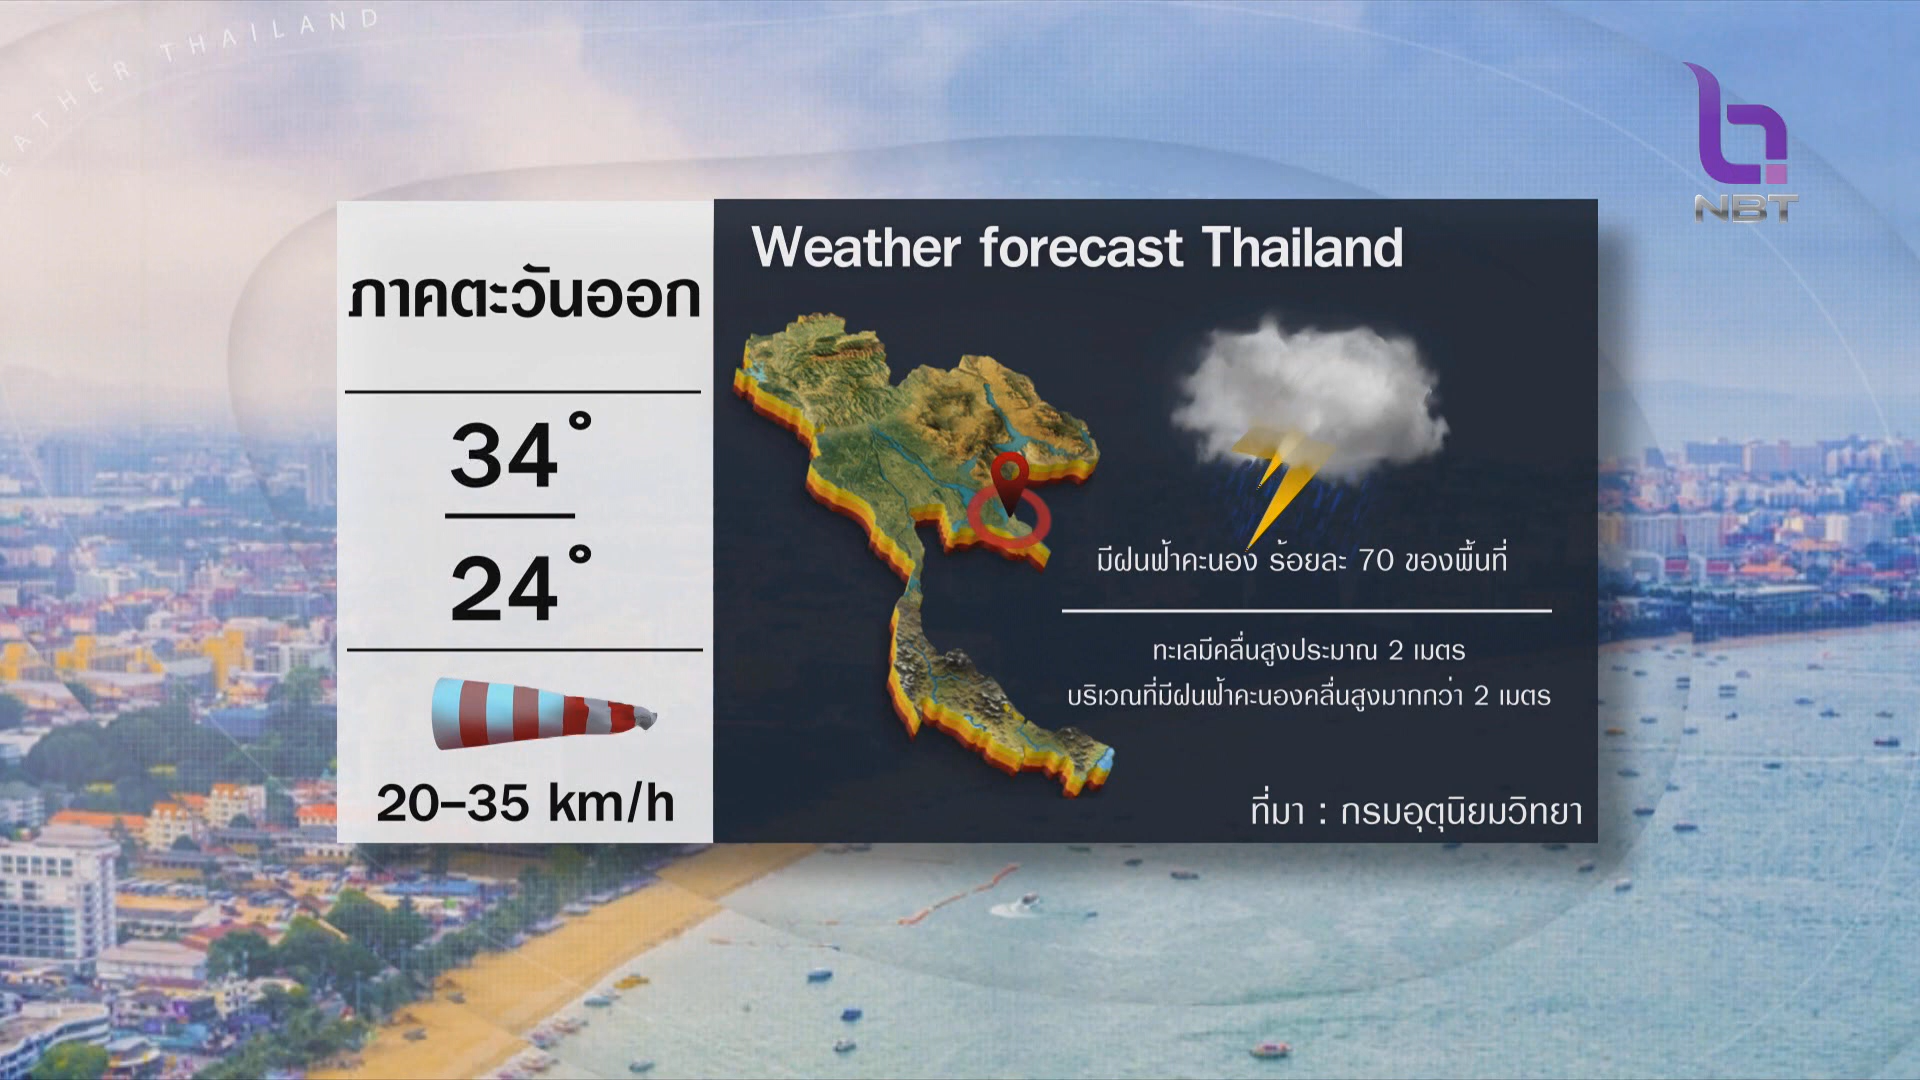 WEATHER THAILAND
NBT
ภาคตะวันออก
34°
24°
20-35 km/h
Weather forecast Thailand
มีฝนฟ้าคะนอง ร้อยละ 70 ของพื้นที่
ทะเลมีคลื่นสูงประมาณ 2 เมตร
บริเวณที่มีฝนฟ้าคะนองคลื่นสูงมากกว่า 2 เมตร
ที่มา : กรมอุตุนิยมวิทยา